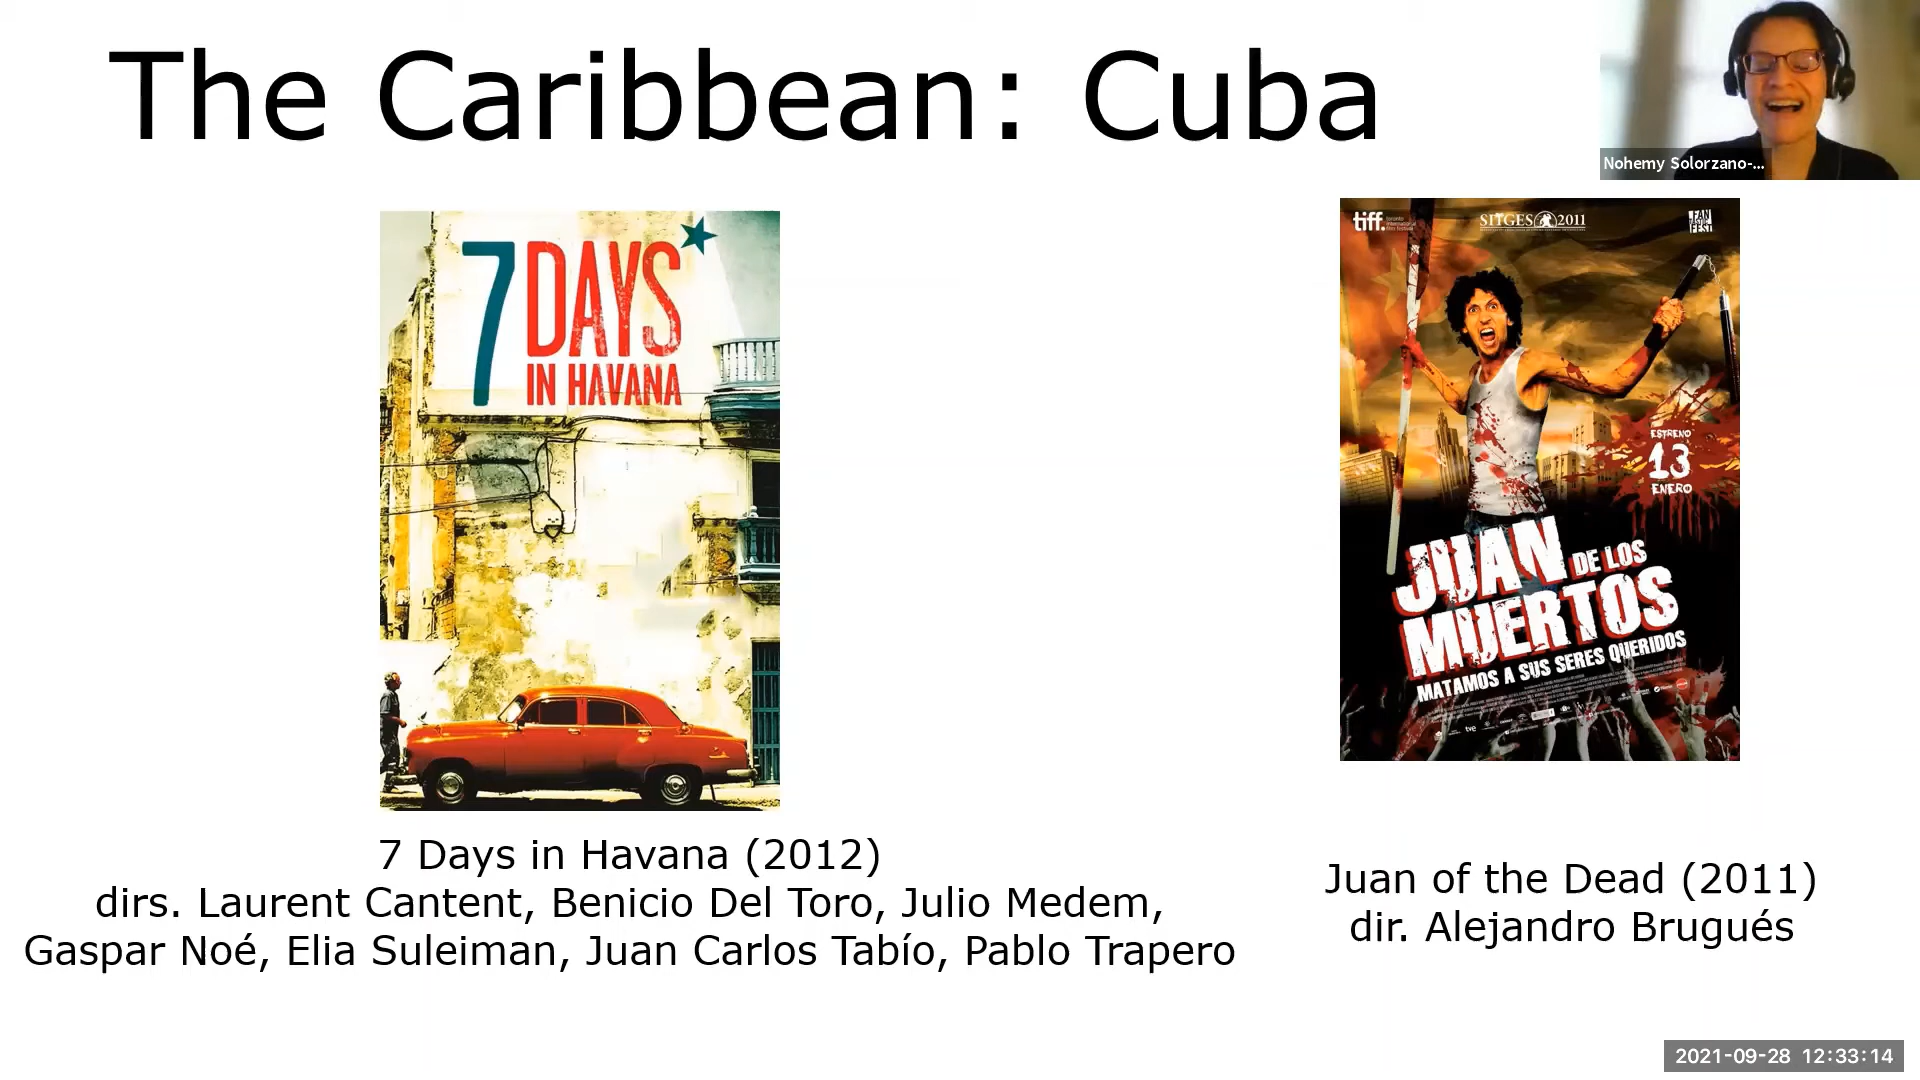 The Caribbean: Cuba
Nohemy Solorzano-...
7 DAYS
IN HAVANA
tiff.
SITGES 2011
FANTASTIC FEST
ESTRENO
13
ENERO
JUAN DE LOS
MUERTOS
MATAMOS A SUS SERES QUERIDOS
tve
7 Days in Havana (2012)
dirs. Laurent Cantent, Benicio Del Toro, Julio Medem,
Gaspar Noé, Elia Suleiman, Juan Carlos Tabío, Pablo Trapero
Juan of the Dead (2011)
dir. Alejandro Brugués
2021-09-28 12:33:14